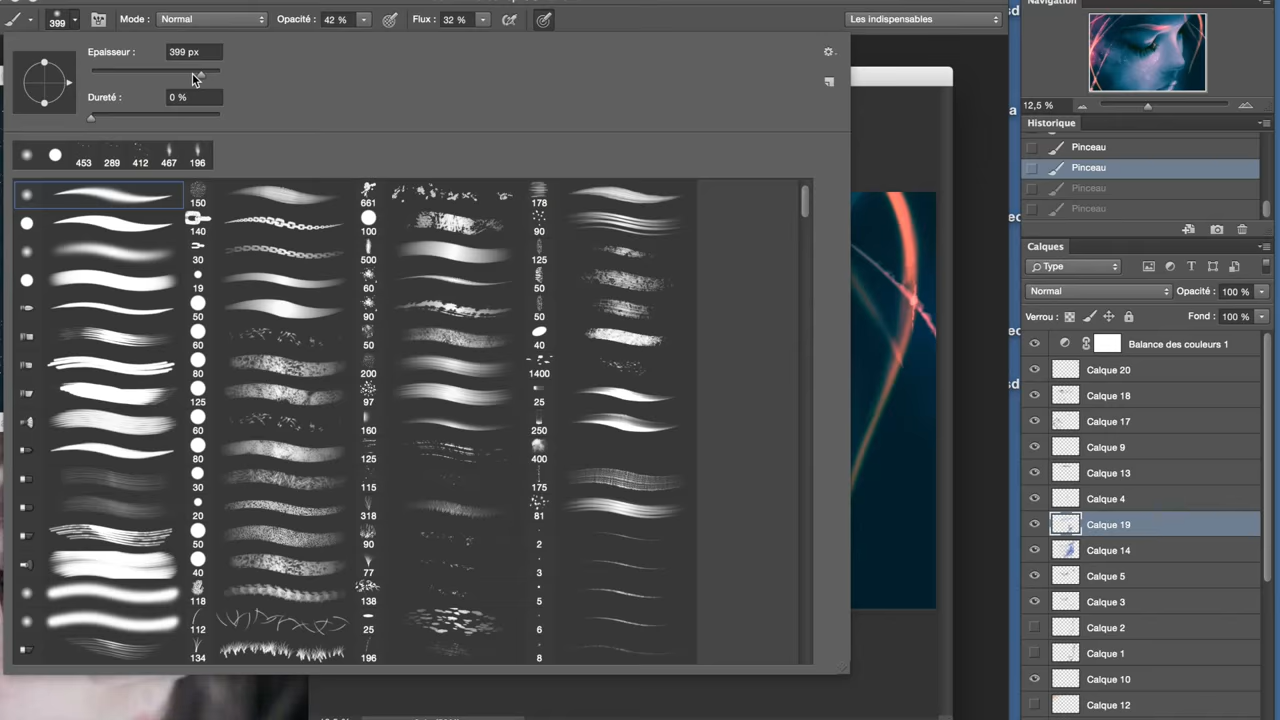 399 Mode : Normal Opacité : 42 % Flux : 32 % Les indispensables
Epaisseur : 399 px
Dureté : 0 %
453 289 412 467 196
150 661 178
140 100 90
30 500 125
19 60 50
50 90 50
60 50 40
80 200 1400
125 97 25
60 160 250
80 125 400
30 115 175
20 318 81
50 90 2
40 77 3
118 138 5
112 25 6
134 196 8
Navigation
12,5 %
Historique
Pinceau
Pinceau
Pinceau
Pinceau
Calques
Type
Normal Opacité : 100 %
Verrou : Fond : 100 %
Balance des couleurs 1
Calque 20
Calque 18
Calque 17
Calque 9
Calque 13
Calque 4
Calque 19
Calque 14
Calque 5
Calque 3
Calque 2
Calque 1
Calque 10
Calque 12